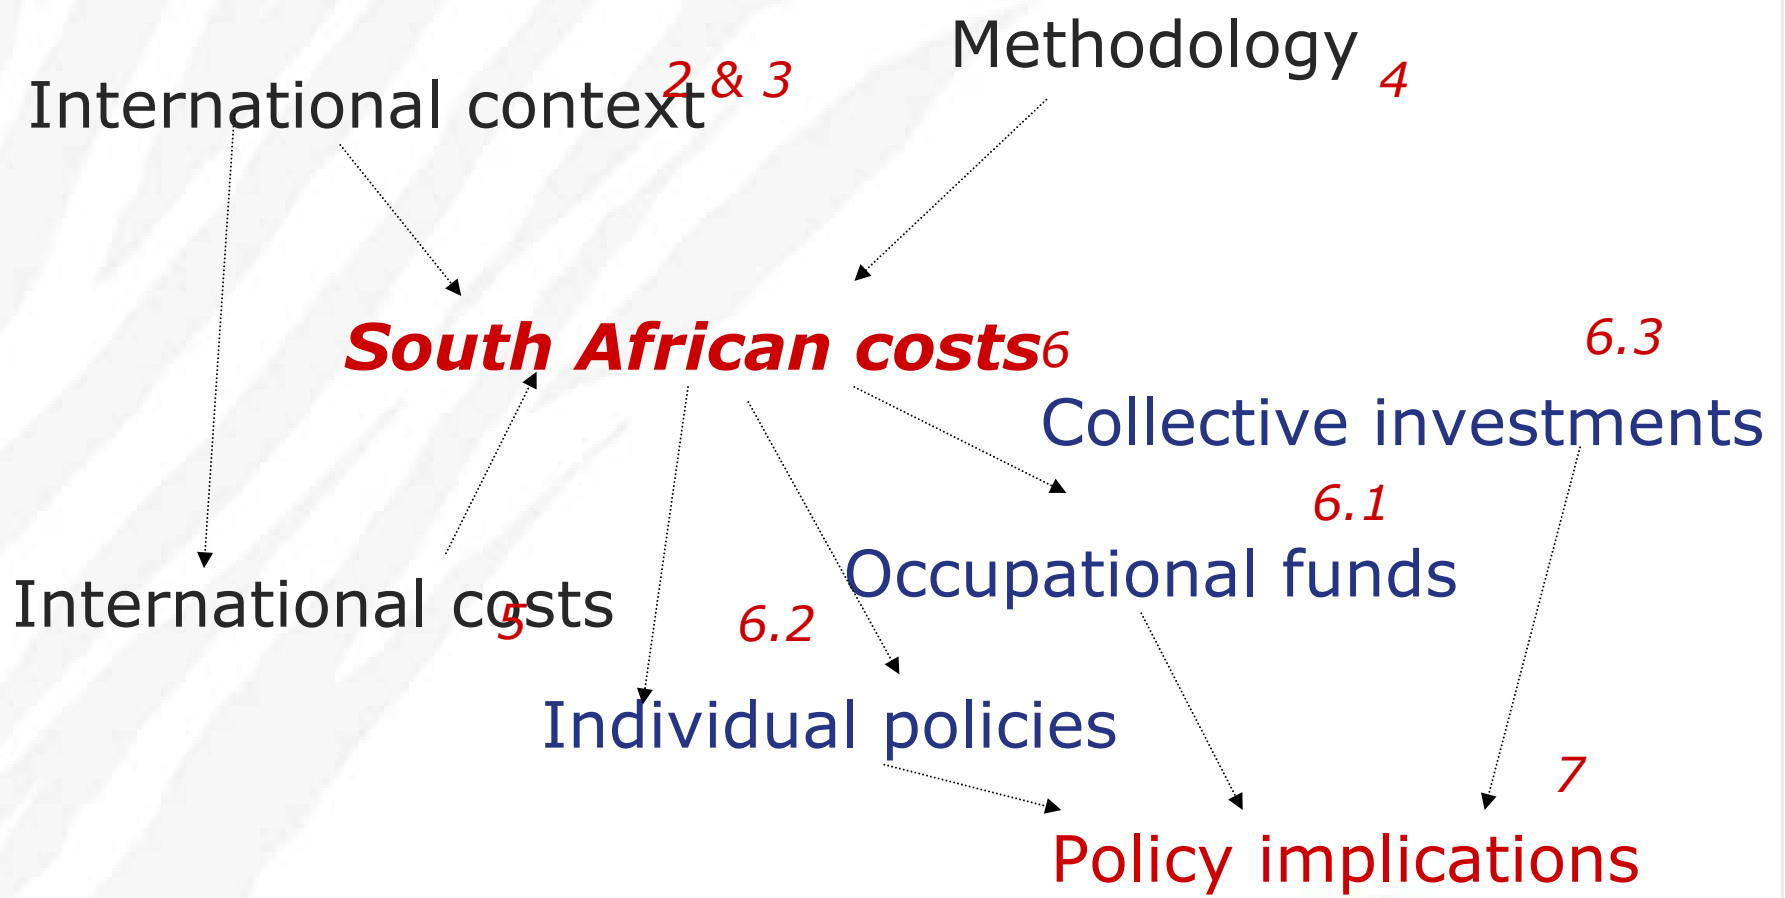 Methodology 4
International context 2 & 3
South African costs 6
6.3
Collective investments
6.1
Occupational funds
International costs 5
6.2
Individual policies
7
Policy implications